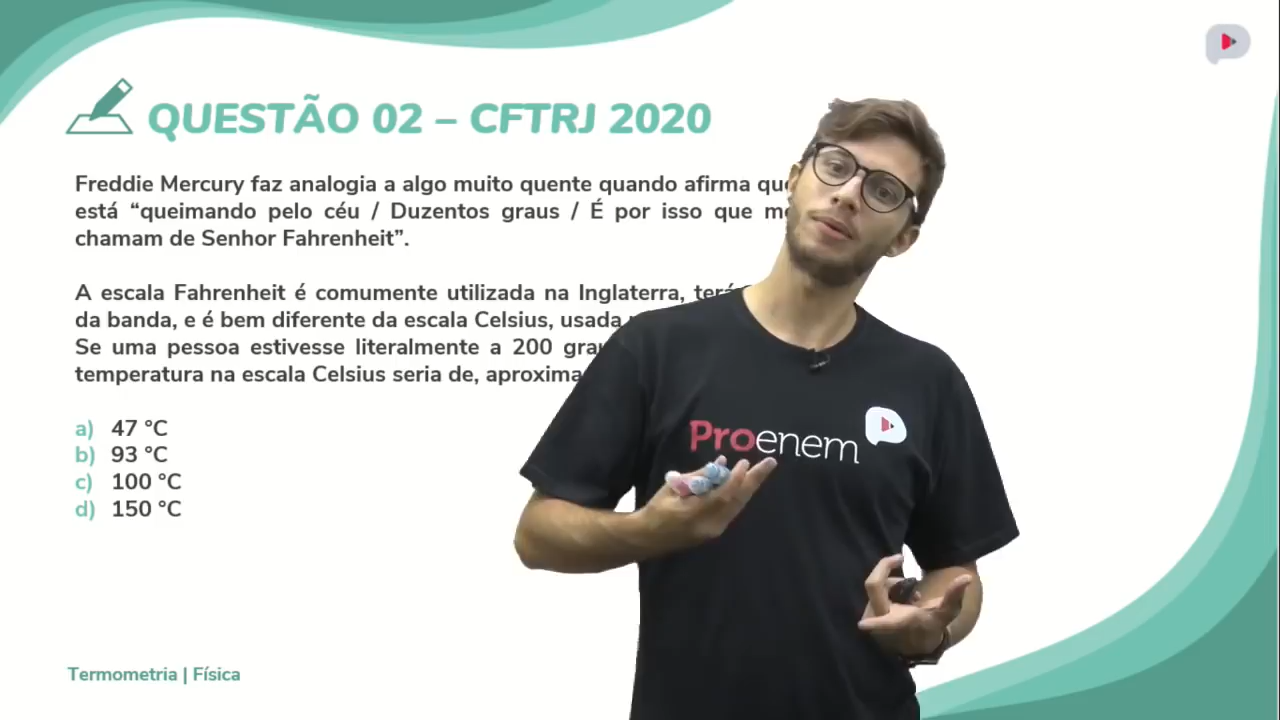 QUESTÃO 02 – CFTRJ 2020
Freddie Mercury faz analogia a algo muito quente quando afirma
está “queimando pelo céu / Duzentos graus / É por isso que
chamam de Senhor Fahrenheit”.
A escala Fahrenheit é comumente utilizada na Inglaterra,
da banda, e é bem diferente da escala Celsius, usada
Se uma pessoa estivesse literalmente a 200
temperatura na escala Celsius seria de,
a) 47 °C
b) 93 °C
c) 100 °C
d) 150 °C
Proenem
Termometria | Física